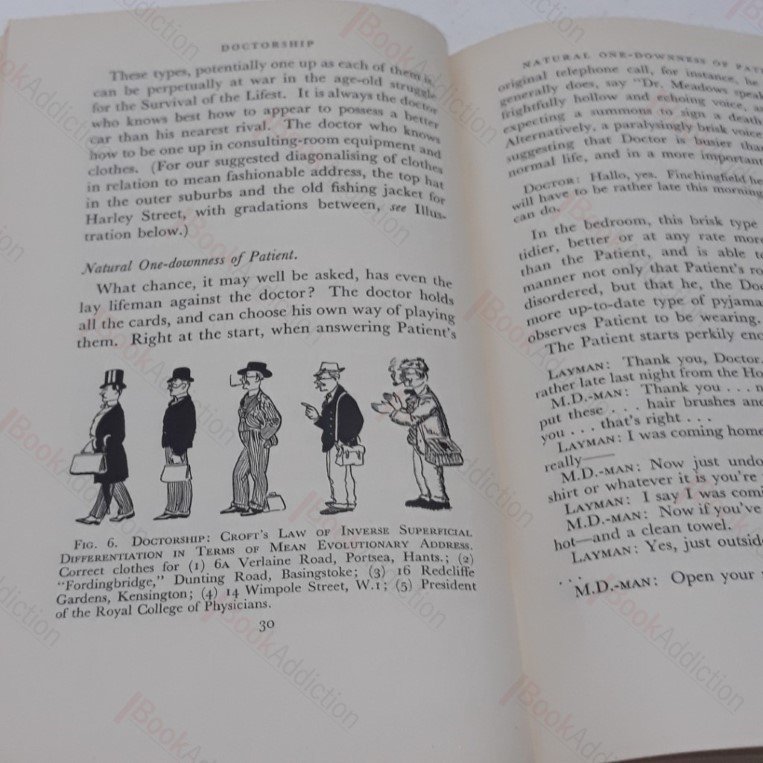 DOCTORSHIP
These types, potentially one up as each of them is,
can be perpetually at war in the age-old struggle
for the Survival of the Lifest. It is always the doctor
who knows best how to appear to possess a better
car than his nearest rival. The doctor who knows
how to be one up in consulting-room equipment and
clothes. (For our suggested diagonalising of clothes
in relation to mean fashionable address, the top hat
in the outer suburbs and the old fishing jacket for
Harley Street, with gradations between, see Illus-
tration below.)
Natural One-downness of Patient.
What chance, it may well be asked, has even the
lay lifeman against the doctor? The doctor holds
all the cards, and can choose his own way of playing
them. Right at the start, when answering Patient's
FIG. 6. DOCTORSHIP: CROFT'S LAW OF INVERSE SUPERFICIAL
DIFFERENTIATION IN TERMS OF MEAN EVOLUTIONARY ADDRESS.
Correct clothes for (1) 6A Verlaine Road, Portsea, Hants.; (2)
"Fordingbridge," Dunting Road, Basingstoke; (3) 16 Redcliffe
Gardens, Kensington; (4) 14 Wimpole Street, W.1; (5) President
of the Royal College of Physicians.
30
NATURAL ONE-DOWNNESS OF
original telephone call, for instance, he
generally does, say "Dr. Meadows
frightfully hollow and echoing voice,
expecting a summons to sign a death
Alternatively, a paralysingly brisk voice
suggesting that Doctor is busier
normal life, and in a more important
DOCTOR: Hallo, yes. Finchingfield
will have to be rather late this morning
can do.
In the bedroom, this brisk type
tidier, better or at any rate more
than the Patient, and is able
manner not only that Patient's
disordered, but that he, the
more up-to-date type of
observes Patient to be wearing.
The Patient starts perkily
LAYMAN: Thank you, Doctor.
rather late last night from the
M.D.-MAN: Thank you . . .
put these . . . hair brushes and
you . . . that's right . . .
LAYMAN: I was coming home
really—
M.D.-MAN: Now just undo
shirt or whatever it is you're
LAYMAN: I say I was
M.D.-MAN: Now if you've
hot—and a clean towel.
LAYMAN: Yes, just
. . .
M.D.-MAN: Open your
BookAddiction